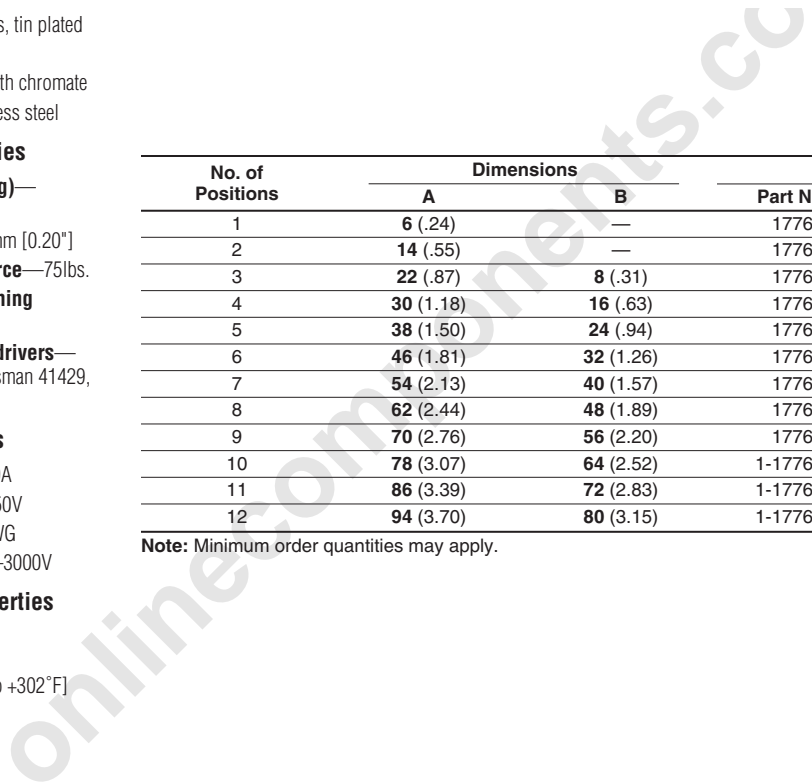 s, tin plated
th chromate
ess steel
ies
g)—
nm [0.20"]
rce—75lbs.
ning
drivers—
sman 41429,
s
A
50V
VG
-3000V
erties
o +302˚F]
No. of Positions Dimensions
A B Part N
1 6 (.24) — 1776
2 14 (.55) — 1776
3 22 (.87) 8 (.31) 1776
4 30 (1.18) 16 (.63) 1776
5 38 (1.50) 24 (.94) 1776
6 46 (1.81) 32 (1.26) 1776
7 54 (2.13) 40 (1.57) 1776
8 62 (2.44) 48 (1.89) 1776
9 70 (2.76) 56 (2.20) 1776
10 78 (3.07) 64 (2.52) 1-1776
11 86 (3.39) 72 (2.83) 1-1776
12 94 (3.70) 80 (3.15) 1-1776
Note: Minimum order quantities may apply.
onlinecomponents.co